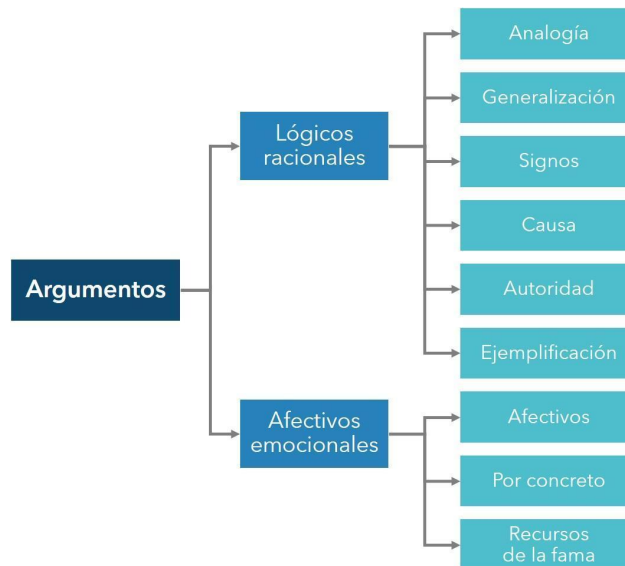 Argumentos
Lógicos
racionales
Analogía
Generalización
Signos
Causa
Autoridad
Ejemplificación
Afectivos
emocionales
Afectivos
Por concreto
Recursos
de la fama